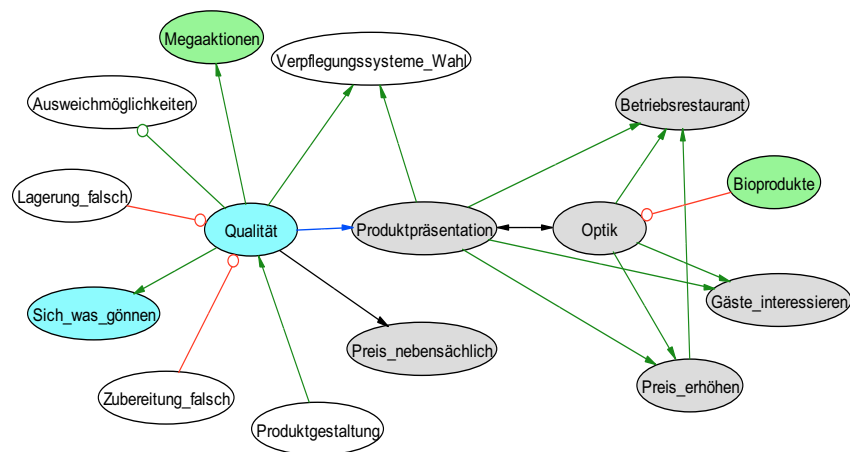 Megaaktionen
Verpflegungssysteme_Wahl
Ausweichmöglichkeiten
Betriebsrestaurant
Lagerung_falsch
Bioprodukte
Qualität
Produktpräsentation
Optik
Sich_was_gönnen
Gäste_interessieren
Preis_nebensächlich
Zubereitung_falsch
Preis_erhöhen
Produktgestaltung